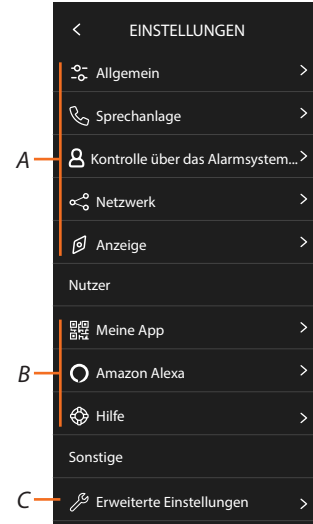 EINSTELLUNGEN
Allgemein
Sprechanlage
A
Kontrolle über das Alarmsystem...
Netzwerk
Anzeige
Nutzer
Meine App
B
Amazon Alexa
Hilfe
Sonstige
C
Erweiterte Einstellungen